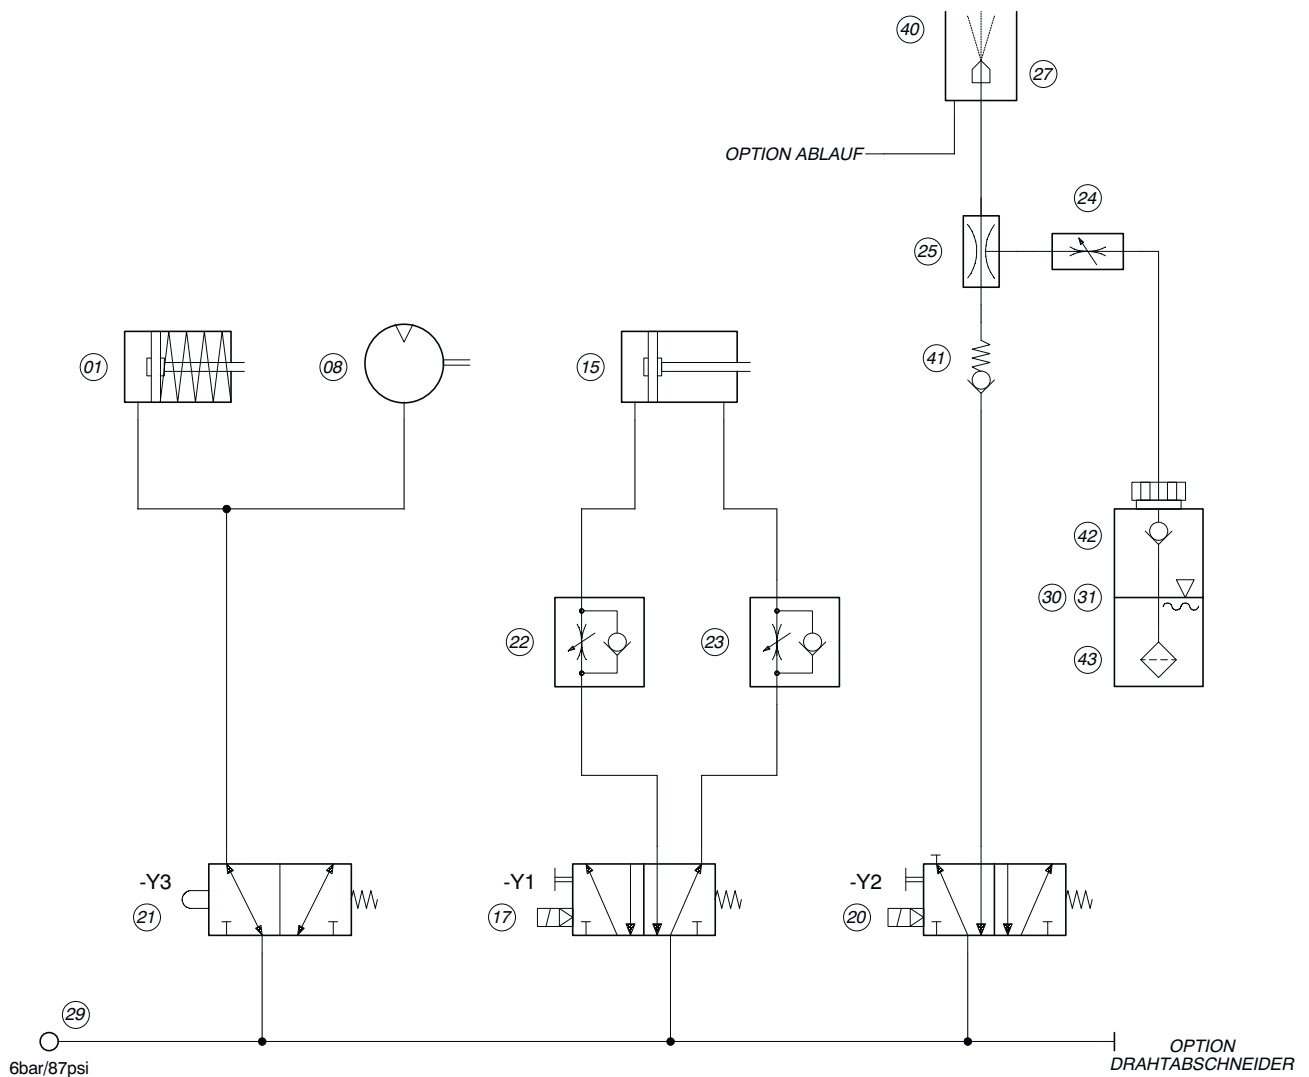 40
27
OPTION ABLAUF
24
25
01
08
15
41
42
30 31
22
23
43
-Y3
-Y1
-Y2
21
17
20
29
6bar/87psi
OPTION
DRAHTABSCHNEIDER